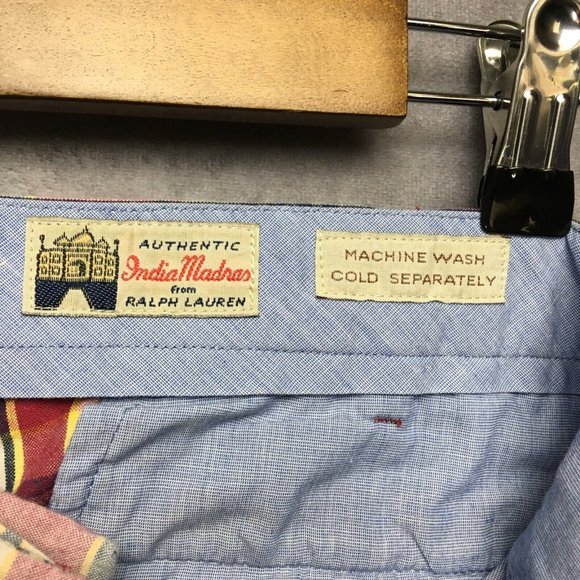 AUTHENTIC
India Madras
from
RALPH LAUREN
MACHINE WASH
COLD SEPARATELY